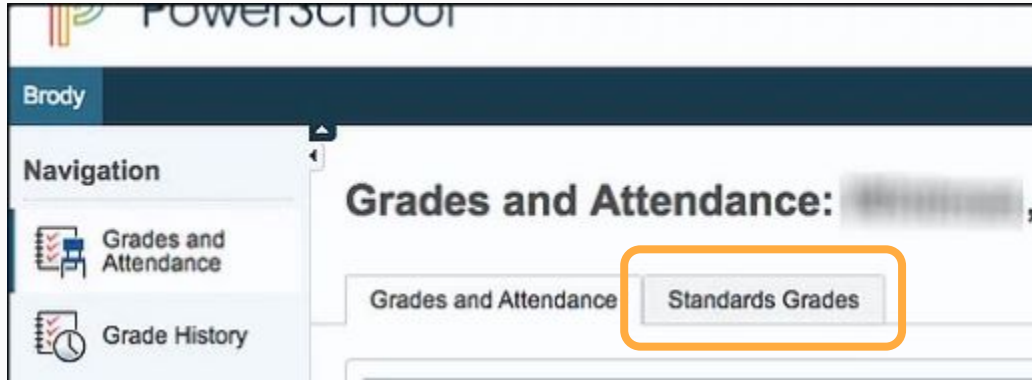 PowerSchool
Brody
Navigation
Grades and Attendance:
Grades and
Attendance
Grades and Attendance
Standards Grades
Grade History